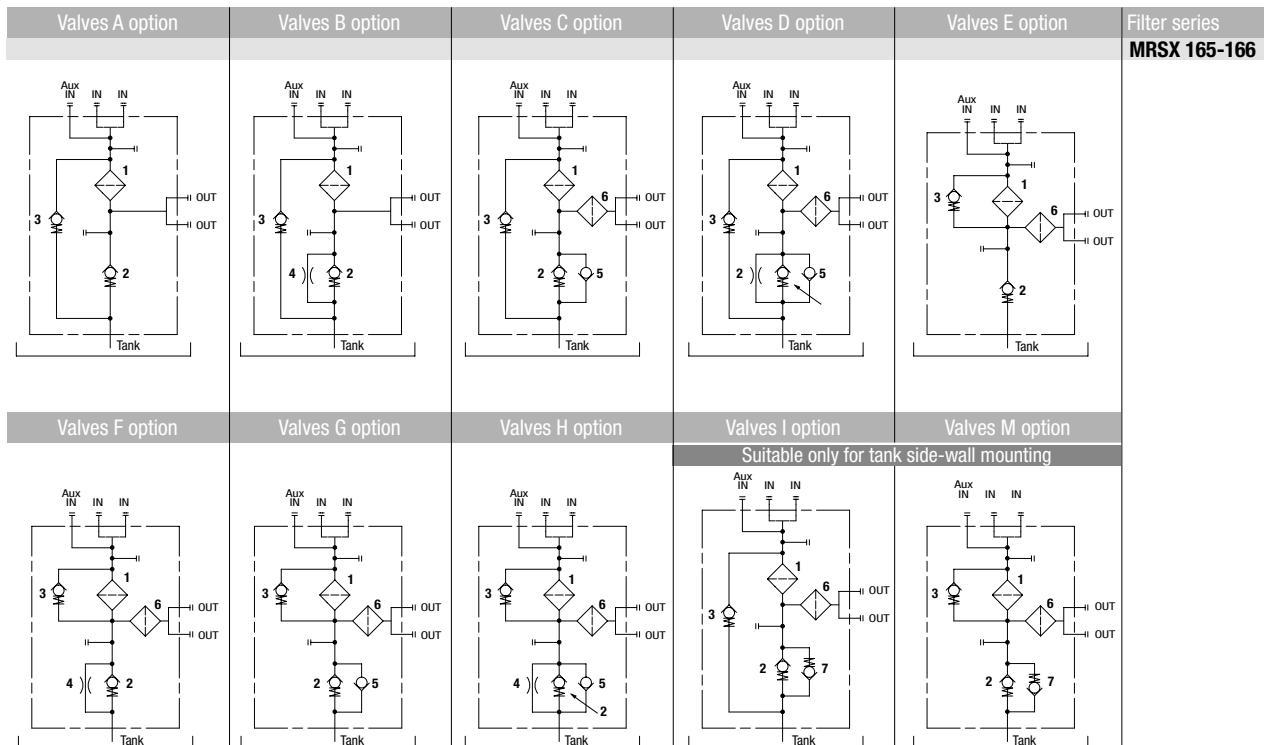 Valves A option
Valves B option
Valves C option
Valves D option
Valves E option
Filter series
MRSX 165-166
Aux IN IN IN
1
3
OUT
OUT
2
Tank
Aux IN IN IN
1
3
OUT
OUT
4 2
Tank
Aux IN IN IN
1
6
3
OUT
OUT
2 5
Tank
Aux IN IN IN
1
6
3
OUT
OUT
2 5
Tank
Aux IN IN IN
3 1
6
OUT
OUT
2
Tank
Valves F option
Valves G option
Valves H option
Valves I option
Valves M option
Suitable only for tank side-wall mounting
Aux IN IN IN
1
3 6
OUT
OUT
4 2
Tank
Aux IN IN IN
1
3 6
OUT
OUT
2 5
Tank
Aux IN IN IN
1
3 6
OUT
OUT
4 5
2
Tank
Aux IN IN IN
1
6
3
OUT
OUT
2 7
Tank
Aux IN IN IN
1
3 6
OUT
OUT
2 7
Tank